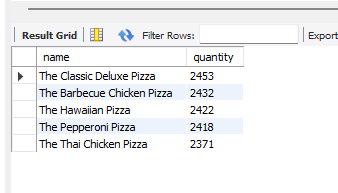 Result Grid Filter Rows: Export
name quantity
The Classic Deluxe Pizza 2453
The Barbecue Chicken Pizza 2432
The Hawaiian Pizza 2422
The Pepperoni Pizza 2418
The Thai Chicken Pizza 2371